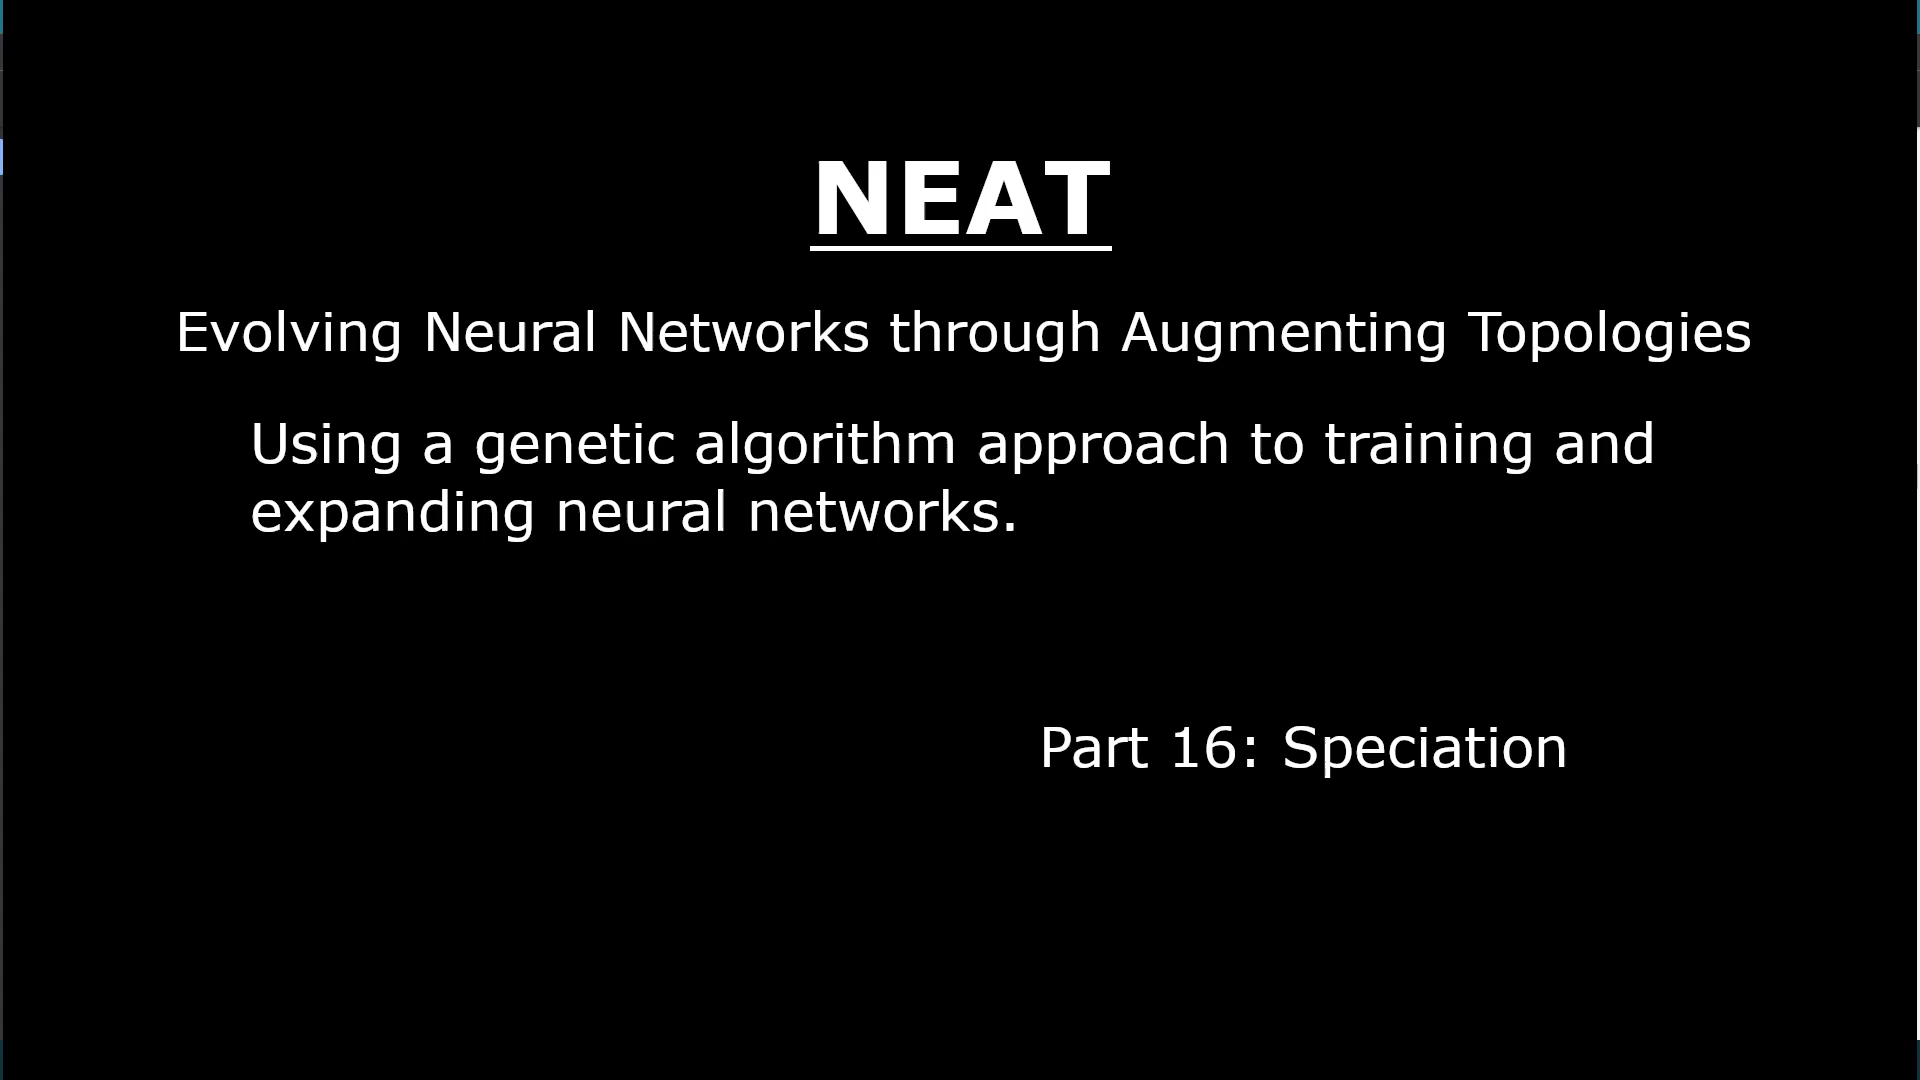 NEAT
Evolving Neural Networks through Augmenting Topologies
Using a genetic algorithm approach to training and
expanding neural networks.
Part 16: Speciation